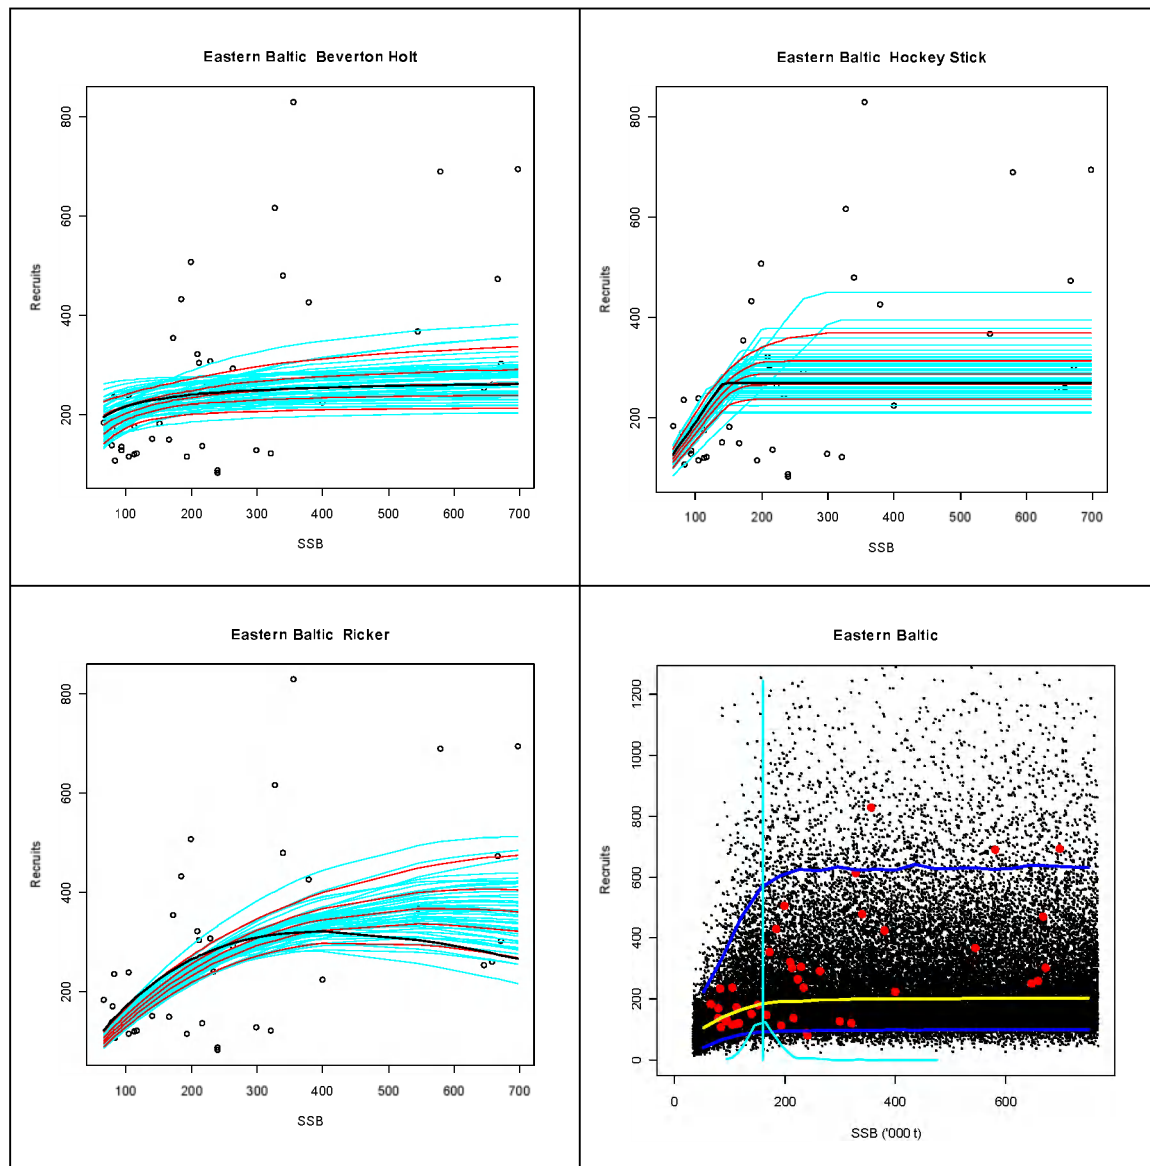 Eastern Baltic Beverton Holt
800
600
400
200
Recruits
100 200 300 400 500 600 700
SSB
Eastern Baltic Hockey Stick
800
600
400
200
Recruits
100 200 300 400 500 600 700
SSB
Eastern Baltic Ricker
800
600
400
200
Recruits
100 200 300 400 500 600 700
SSB
Eastern Baltic
1200
1000
800
600
400
200
0
Recruits
0 200 400 600
SSB ('000 t)